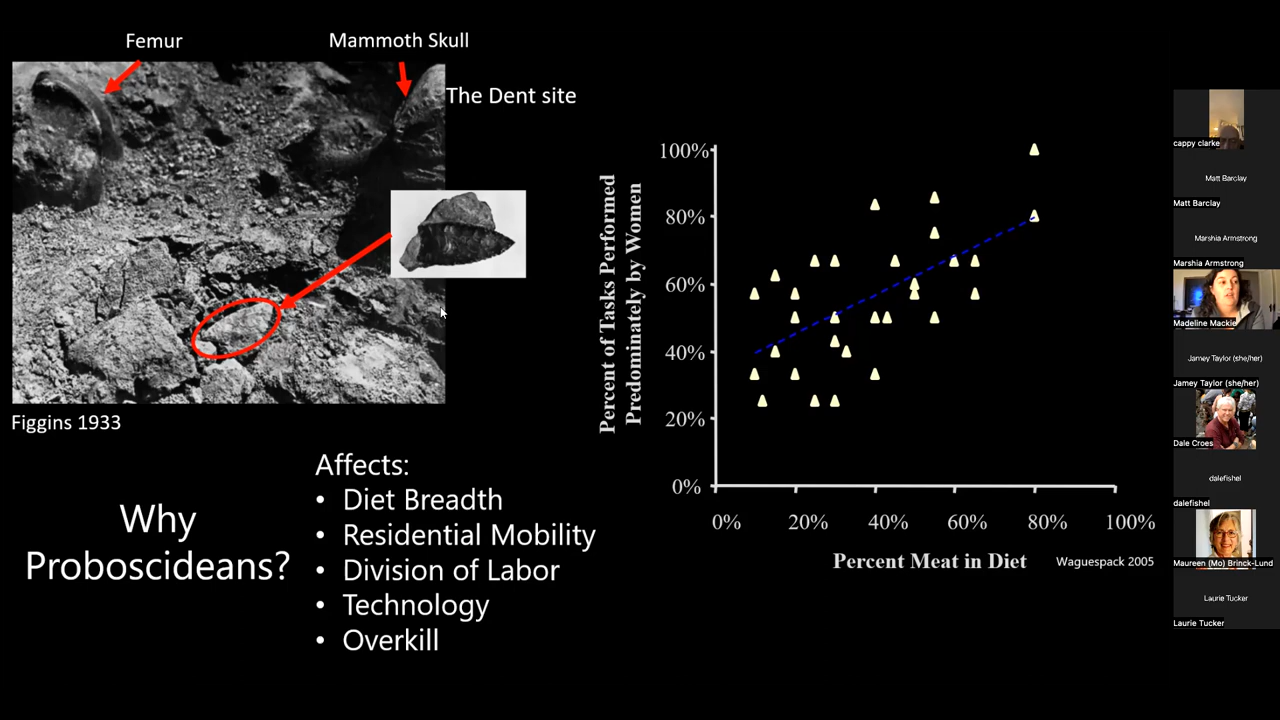 Femur
Mammoth Skull
The Dent site
Figgins 1933
Why
Proboscideans?
Affects:
• Diet Breadth
• Residential Mobility
• Division of Labor
• Technology
• Overkill
Percent of Tasks Performed
Predominately by Women
100%
80%
60%
40%
20%
0%
0%
20%
40%
60%
80%
100%
Percent Meat in Diet
Waguespack 2005
cappy clarke
Matt Barclay
Matt Barclay
Marshia Armstrong
Marshia Armstrong
Madeline Mackie
Jamey Taylor (she/her)
Jamey Taylor (she/her)
Dale Croes
dalefishel
dalefishel
Maureen (Mo) Brinck-Lund
Laurie Tucker
Laurie Tucker